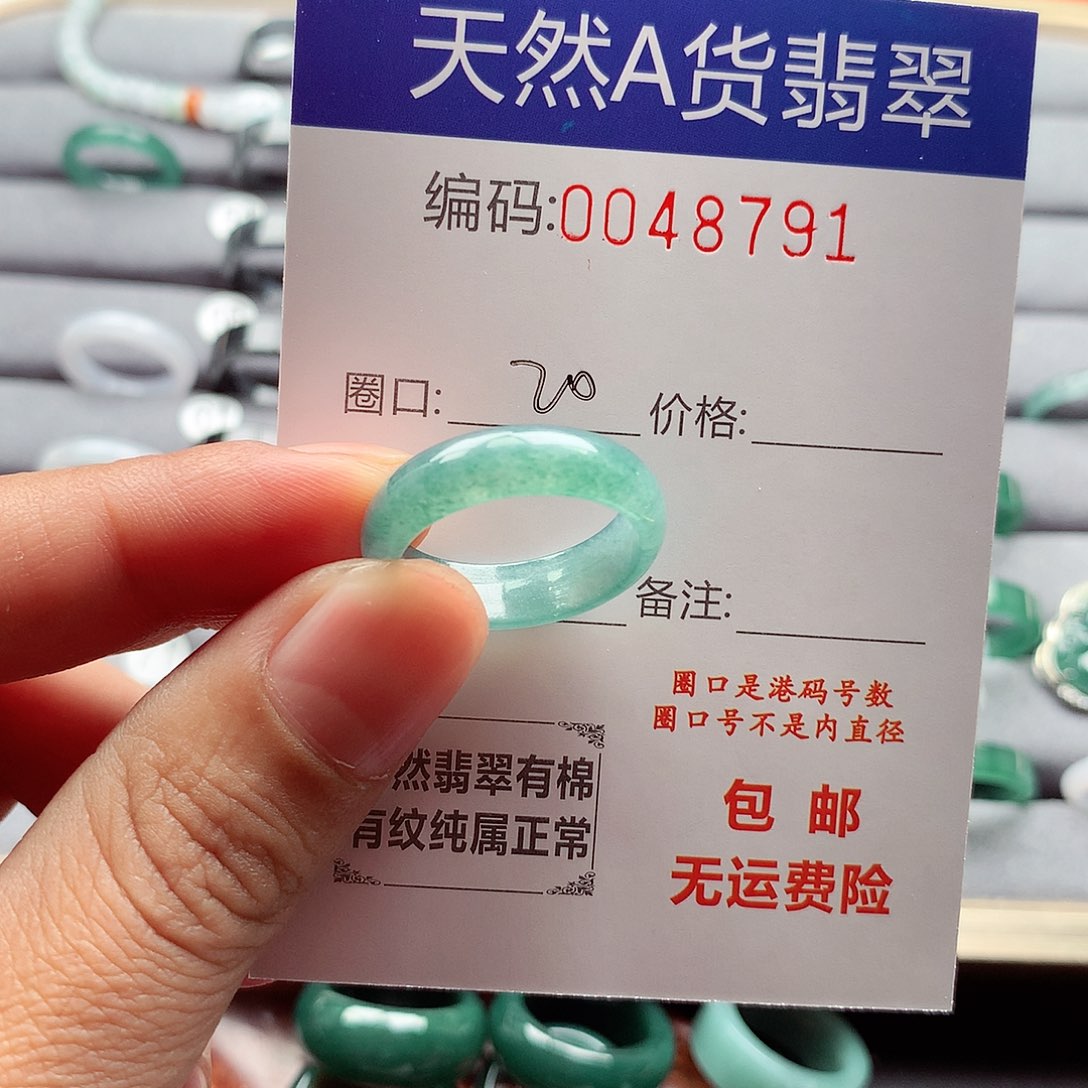 天然A货翡翠
编码:0048791
圈口: 20 价格:
备注:
圈口是港码号数
圈口号不是内直径
然翡翠有棉
有纹纯属正常
包 邮
无运费险